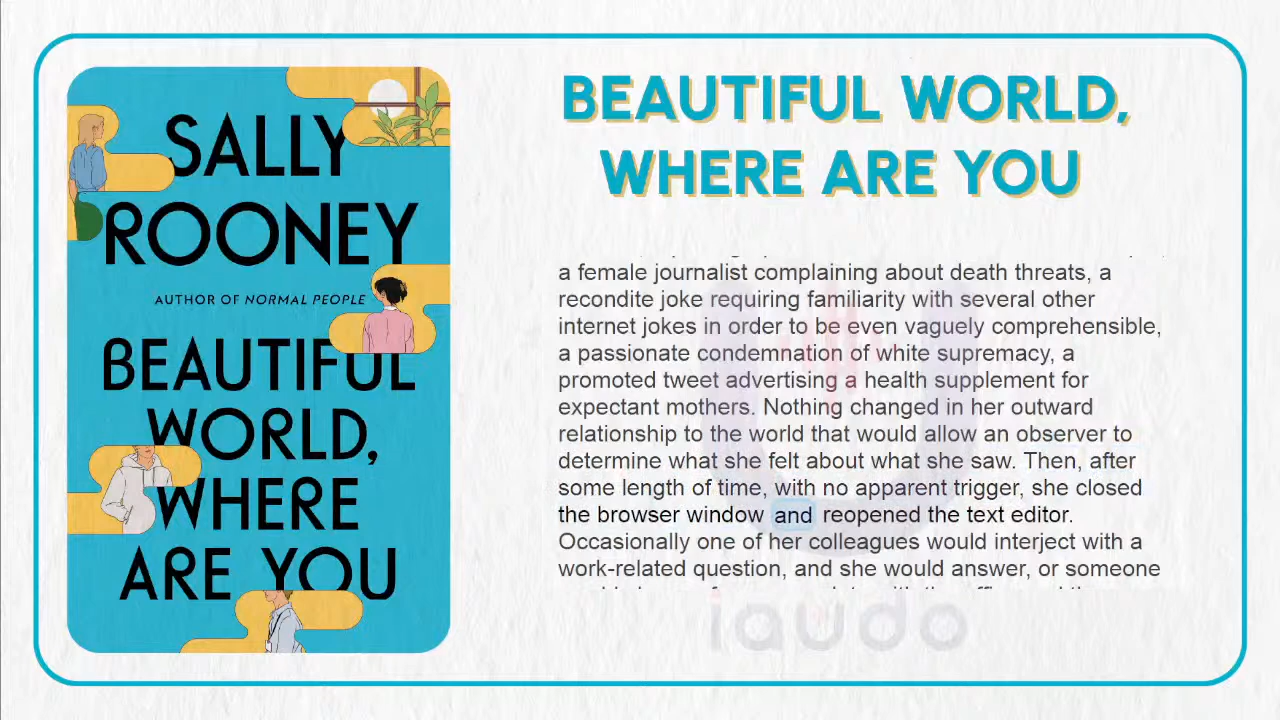 SALLY
ROONEY
AUTHOR OF NORMAL PEOPLE
BEAUTIFUL
WORLD,
WHERE
ARE YOU
BEAUTIFUL WORLD,
WHERE ARE YOU
a female journalist complaining about death threats, a
recondite joke requiring familiarity with several other
internet jokes in order to be even vaguely comprehensible,
a passionate condemnation of white supremacy, a
promoted tweet advertising a health supplement for
expectant mothers. Nothing changed in her outward
relationship to the world that would allow an observer to
determine what she felt about what she saw. Then, after
some length of time, with no apparent trigger, she closed
the browser window and reopened the text editor.
Occasionally one of her colleagues would interject with a
work-related question, and she would answer, or someone
iaudo